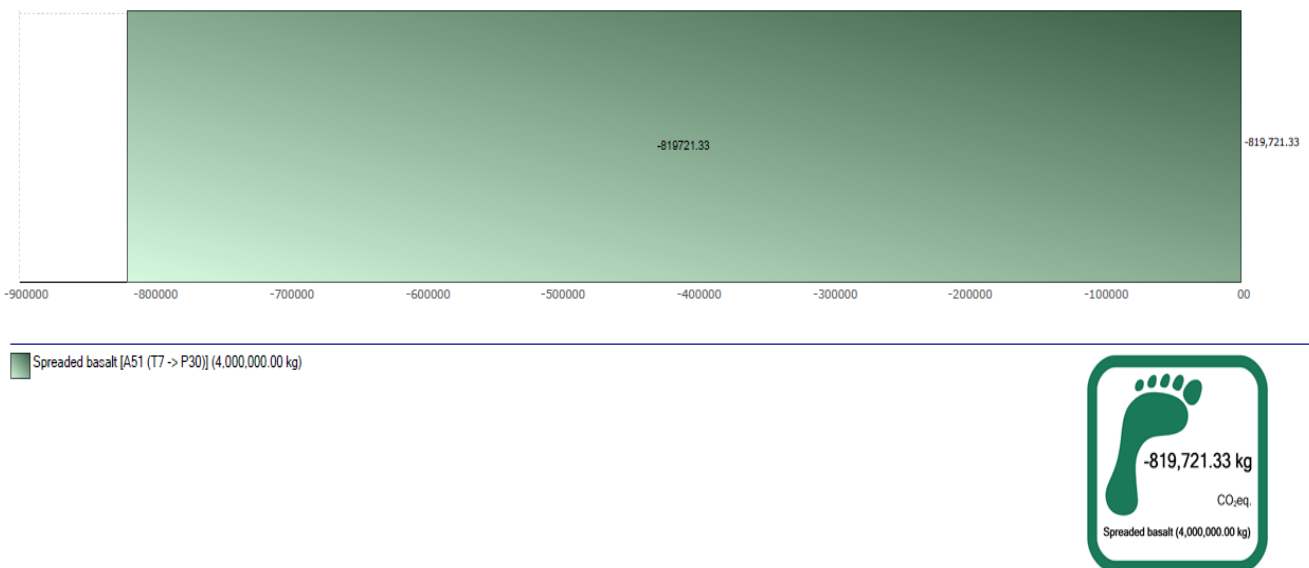 -819721.33
-819,721.33
-900000 -800000 -700000 -600000 -500000 -400000 -300000 -200000 -100000 00
Spreaded basalt [A51 (T7 -> P30)] (4,000,000.00 kg)
-819,721.33 kg
CO₂eq.
Spreaded basalt (4,000,000.00 kg)